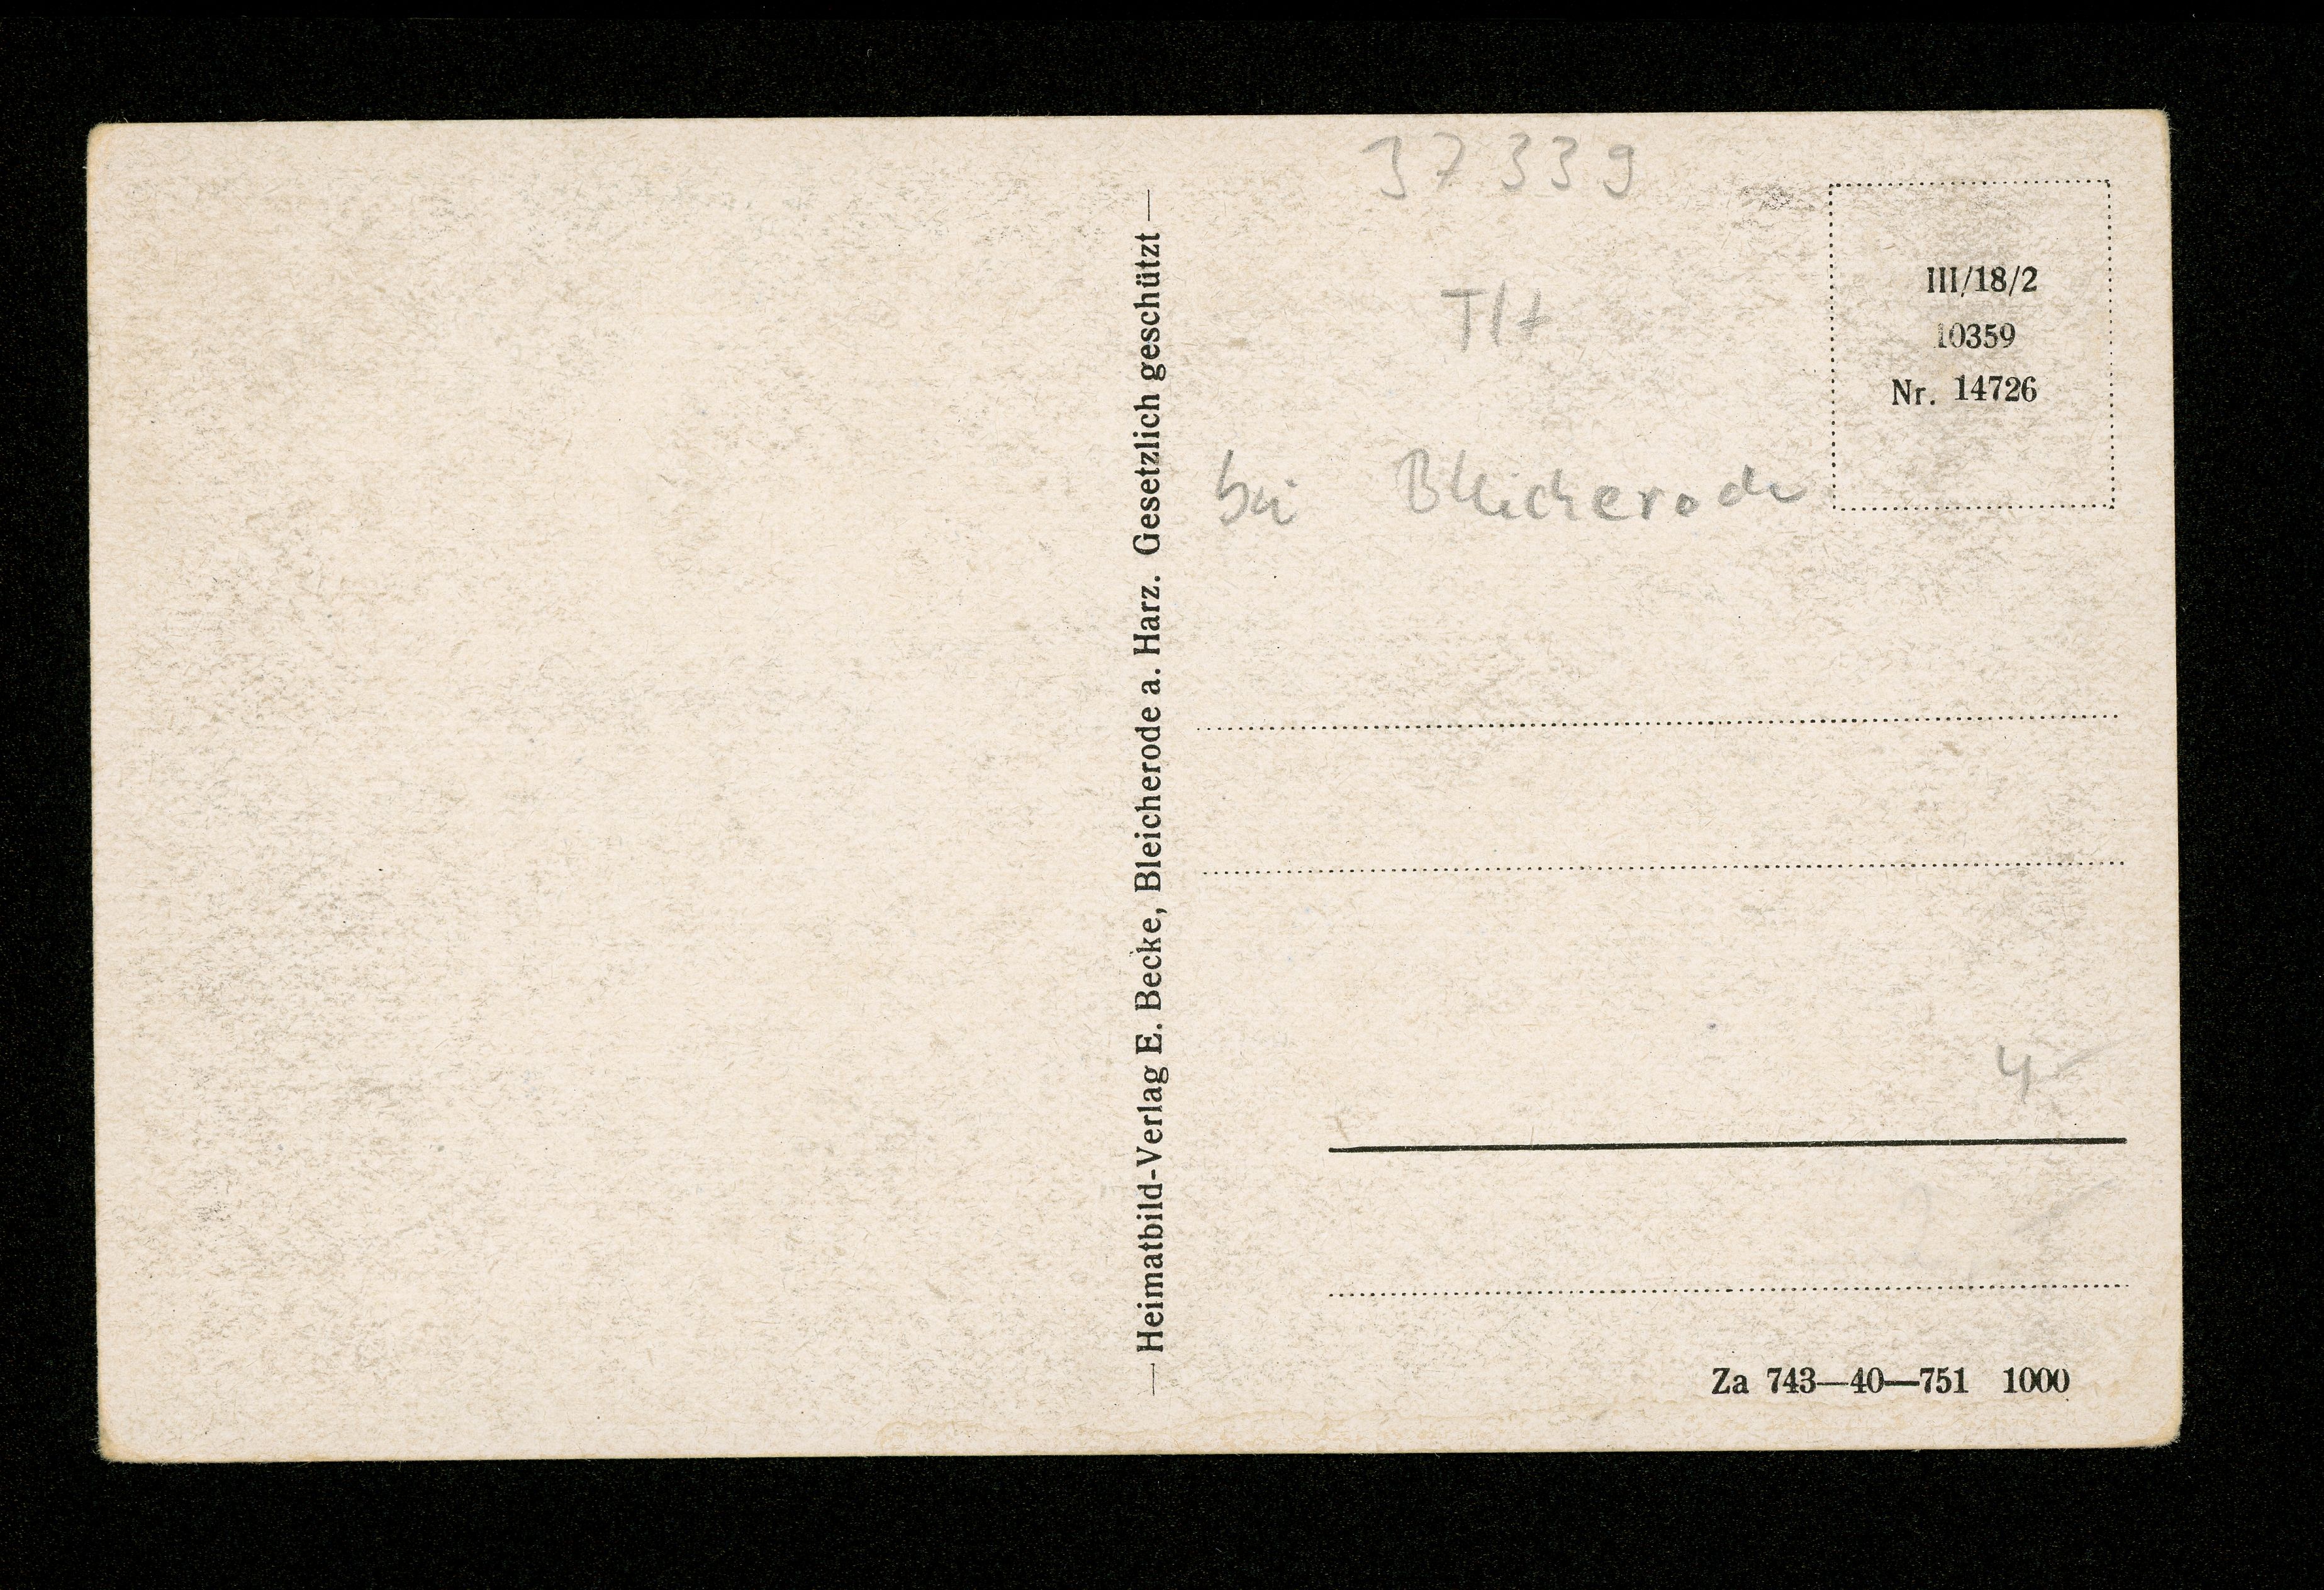 — Heimatbild-Verlag E. Becke, Bleicherode a. Harz. Gesetzlich geschützt —
37339
bei Bleicherode
III/18/2
10359
Nr. 14726
4-
Za 743—40—751 1000